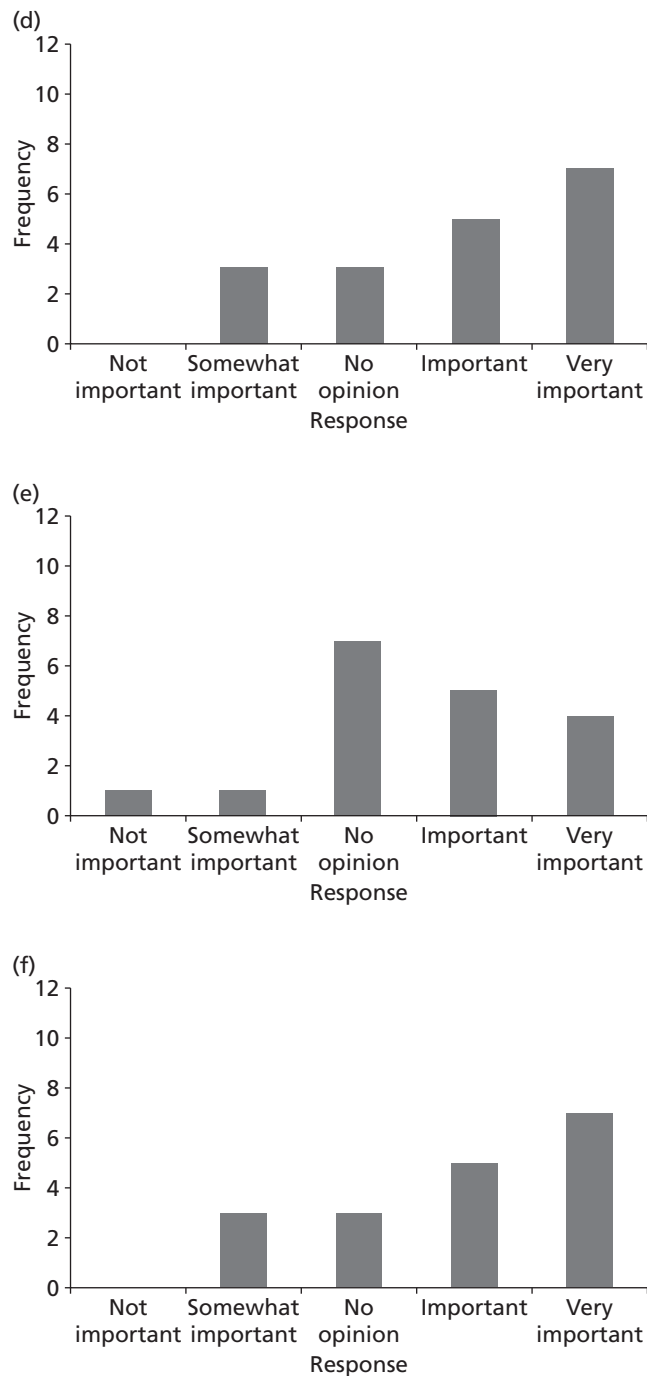 (d)
12
10
8
6
4
2
0
Frequency
Not important
Somewhat important
No opinion
Important
Very important
Response
(e)
12
10
8
6
4
2
0
Frequency
Not important
Somewhat important
No opinion
Important
Very important
Response
(f)
12
10
8
6
4
2
0
Frequency
Not important
Somewhat important
No opinion
Important
Very important
Response